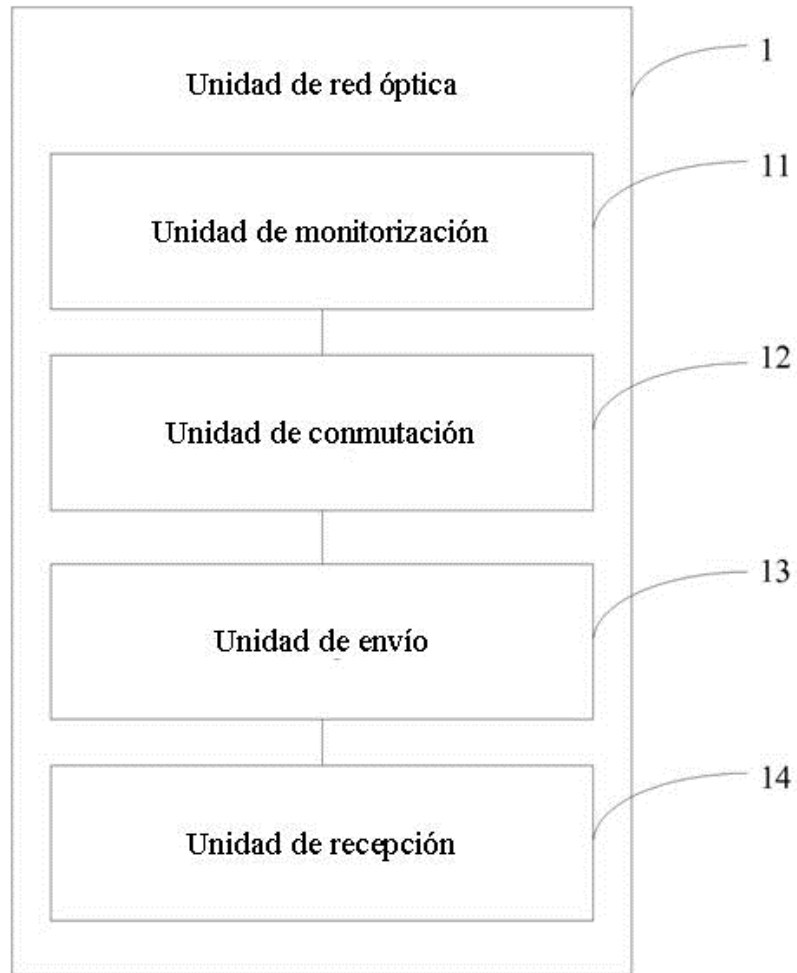 Unidad de red óptica
1
11
Unidad de monitorización
12
Unidad de conmutación
13
Unidad de envío
14
Unidad de recepción